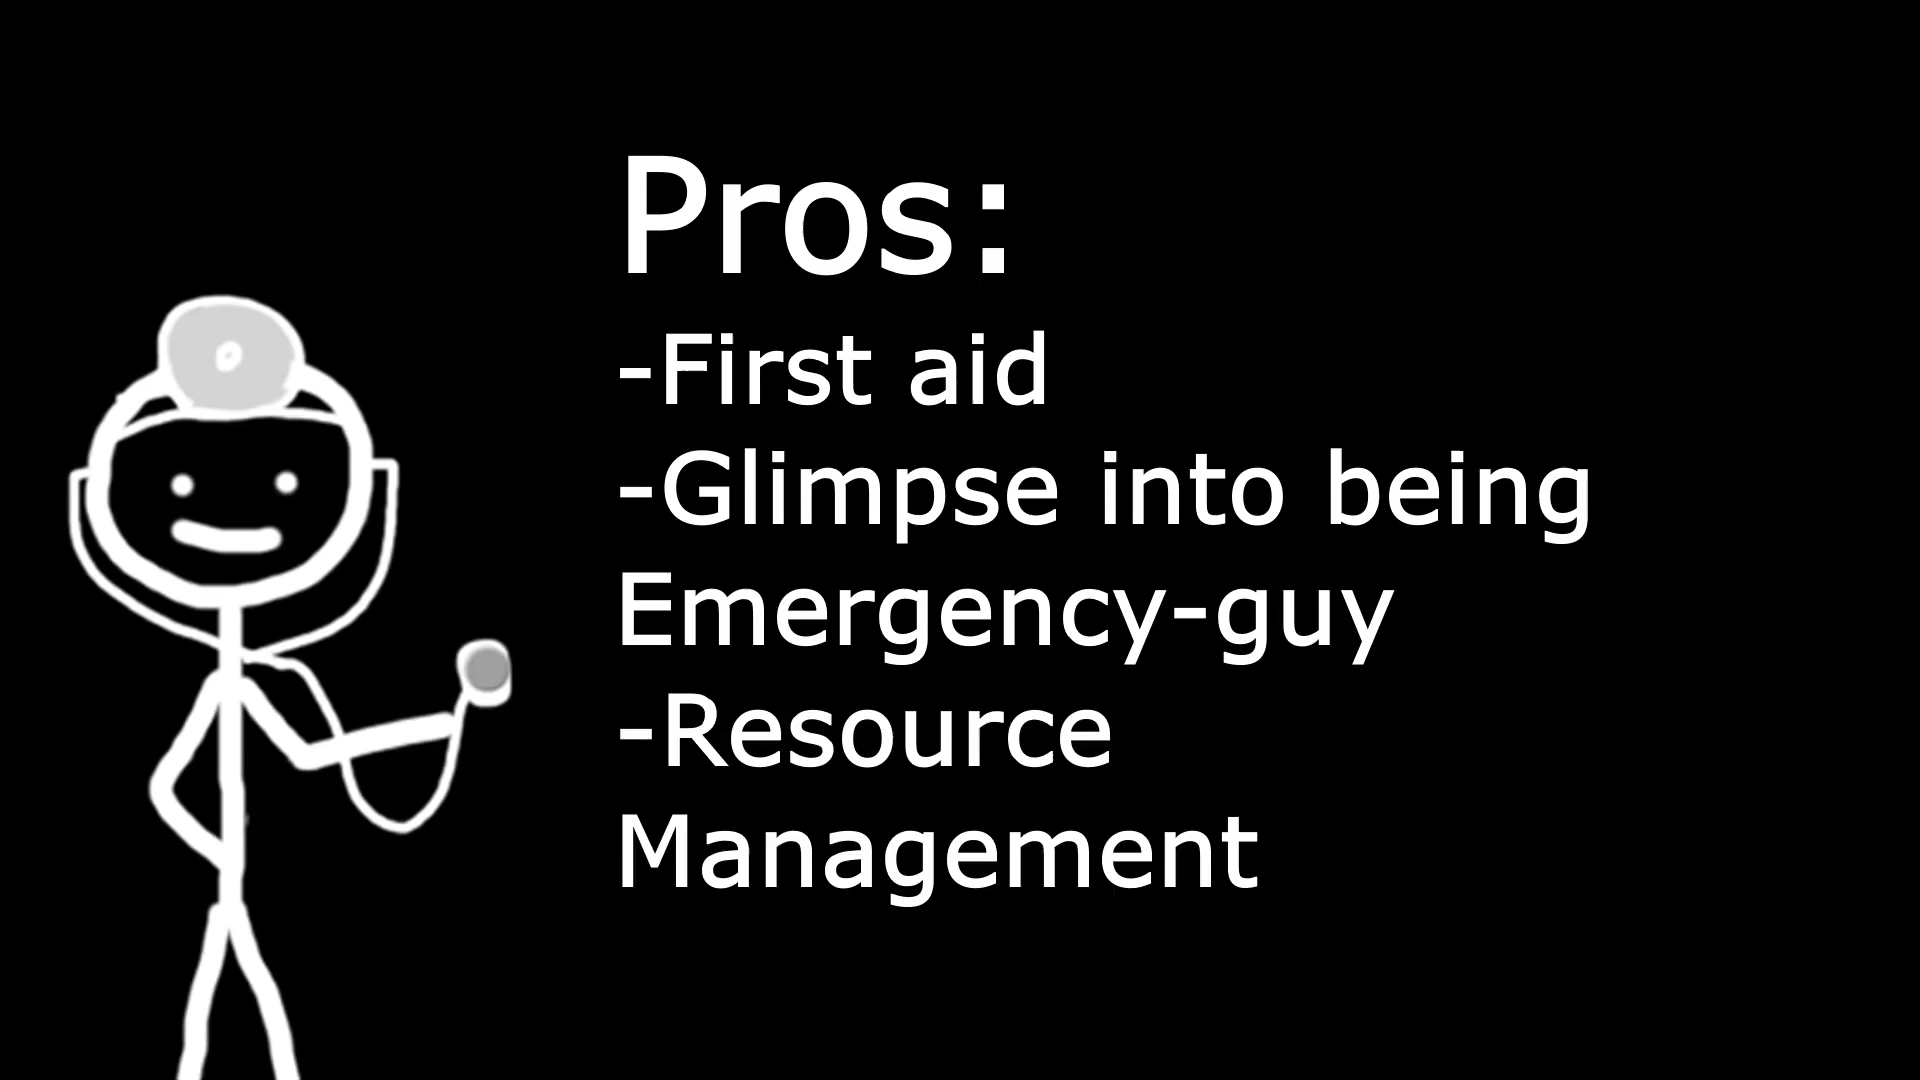 Pros:
-First aid
-Glimpse into being
Emergency-guy
-Resource
Management